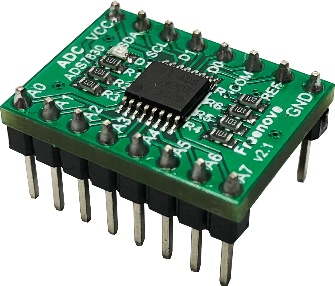 ADC
ADS7830
VCC
SDA
SCL
COM
REF
GND
Freenove
V2.1
A0
A1
A2
A3
A4
A5
A6
A7